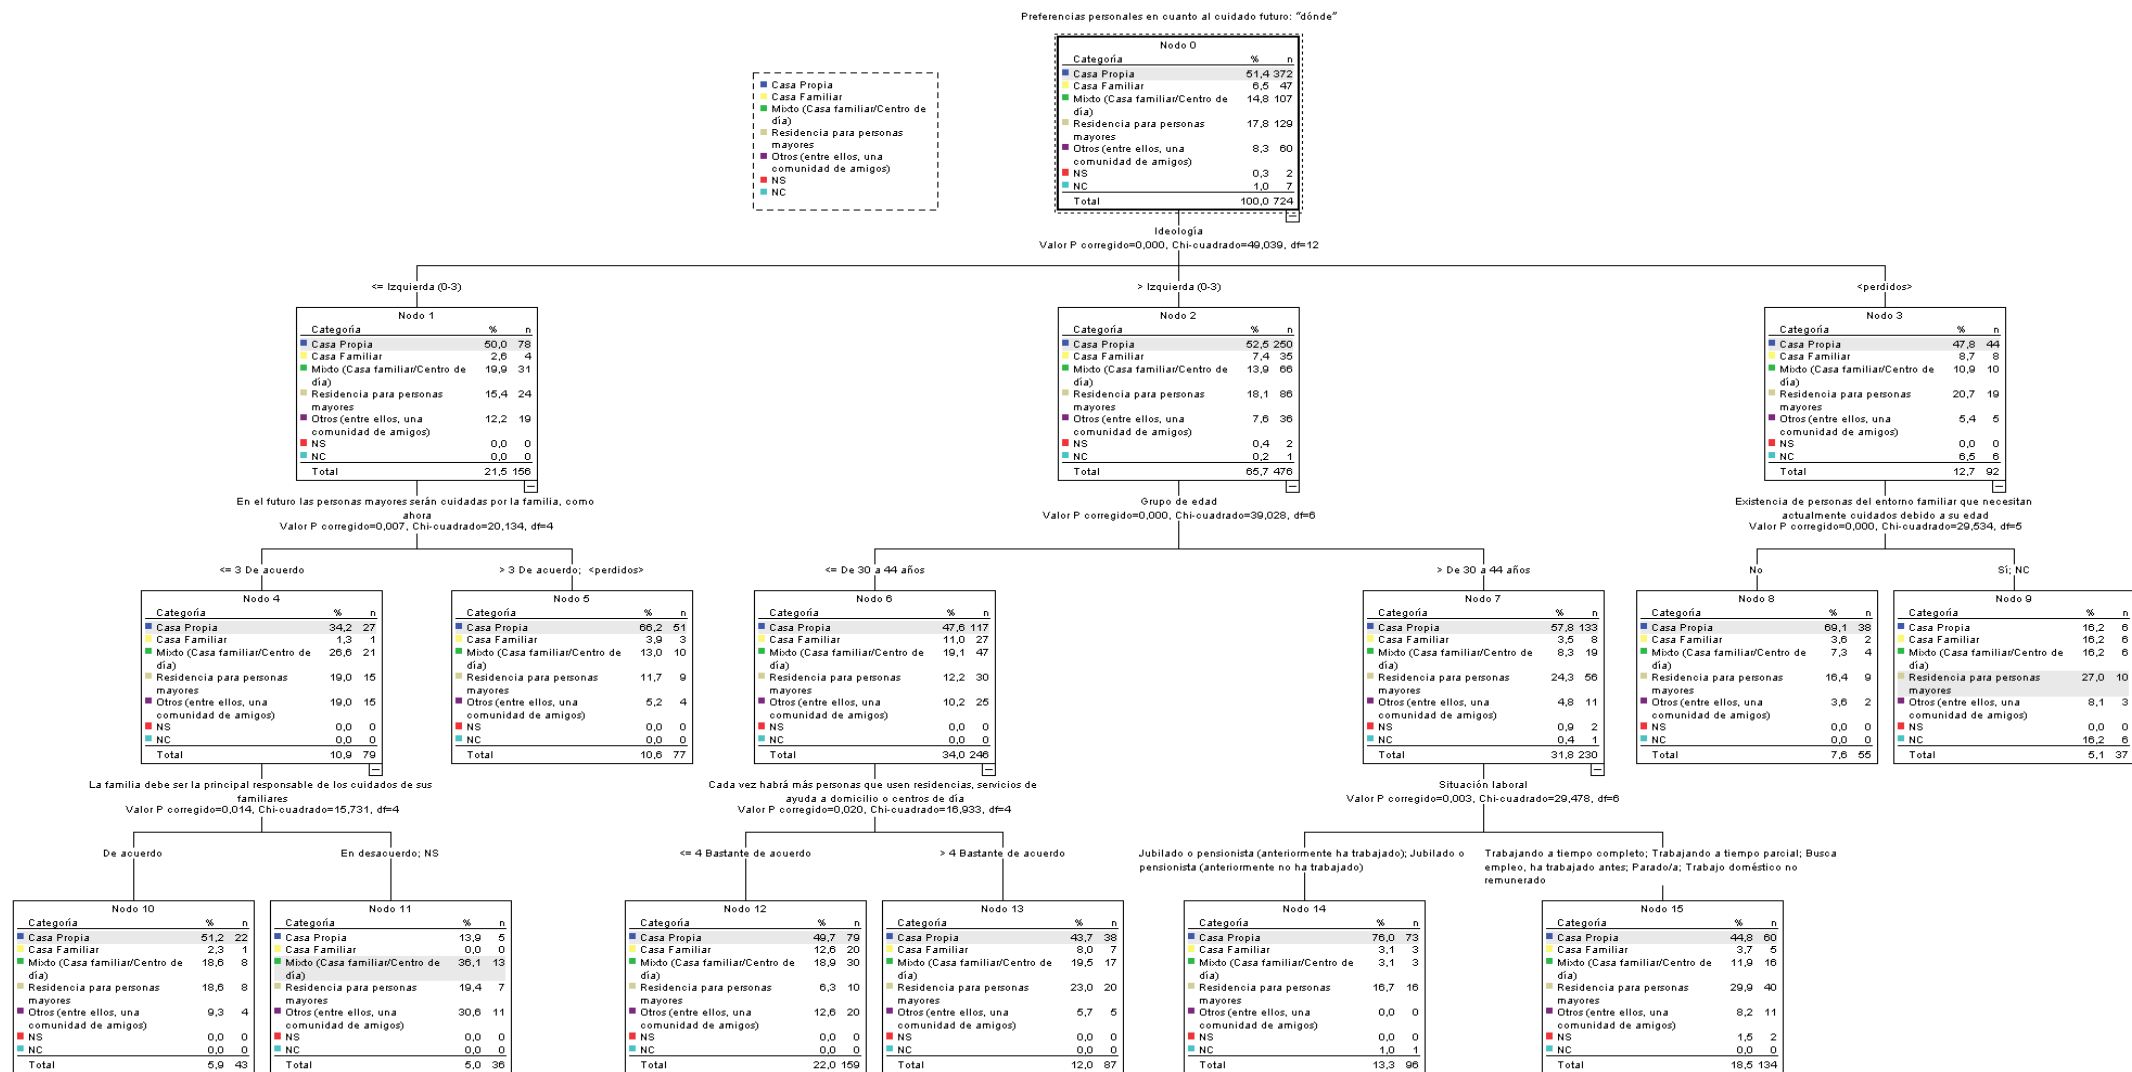 Preferencias personales en cuanto al cuidado futuro: “dónde”
Casa Propia
Casa Familiar
Mixto (Casa familiar/Centro de
día)
Residencia para personas
mayores
Otros (entre ellos, una
comunidad de amigos)
NS
NC
Nodo 0
Categoría % n
Casa Propia 51,4 372
Casa Familiar 6,5 47
Mixto (Casa familiar/Centro de 14,8 107
día)
Residencia para personas 17,8 129
mayores
Otros (entre ellos, una 8,3 60
comunidad de amigos)
NS 0,3 2
NC 1,0 7
Total 100,0 724
Ideología
Valor P corregido=0,000, Chi-cuadrado=49,039, df=12
<= Izquierda (0-3)
> Izquierda (0-3)
<perdidos>
Nodo 1
Categoría % n
Casa Propia 50,0 78
Casa Familiar 2,6 4
Mixto (Casa familiar/Centro de 19,9 31
día)
Residencia para personas 15,4 24
mayores
Otros (entre ellos, una 12,2 19
comunidad de amigos)
NS 0,0 0
NC 0,0 0
Total 21,5 156
Nodo 2
Categoría % n
Casa Propia 52,5 250
Casa Familiar 7,4 35
Mixto (Casa familiar/Centro de 13,9 66
día)
Residencia para personas 18,1 86
mayores
Otros (entre ellos, una 7,6 36
comunidad de amigos)
NS 0,4 2
NC 0,2 1
Total 65,7 476
Nodo 3
Categoría % n
Casa Propia 47,8 44
Casa Familiar 8,7 8
Mixto (Casa familiar/Centro de 10,9 10
día)
Residencia para personas 20,7 19
mayores
Otros (entre ellos, una 5,4 5
comunidad de amigos)
NS 0,0 0
NC 6,5 6
Total 12,7 92
En el futuro las personas mayores serán cuidadas por la familia, como
ahora
Valor P corregido=0,007, Chi-cuadrado=20,134, df=4
Grupo de edad
Valor P corregido=0,000, Chi-cuadrado=39,028, df=6
Existencia de personas del entorno familiar que necesitan
actualmente cuidados debido a su edad
Valor P corregido=0,000, Chi-cuadrado=29,534, df=5
<= 3 De acuerdo
> 3 De acuerdo; <perdidos>
<= De 30 a 44 años
> De 30 a 44 años
No
Sí; NC
Nodo 4
Categoría % n
Casa Propia 34,2 27
Casa Familiar 1,3 1
Mixto (Casa familiar/Centro de 26,6 21
día)
Residencia para personas 19,0 15
mayores
Otros (entre ellos, una 19,0 15
comunidad de amigos)
NS 0,0 0
NC 0,0 0
Total 10,9 79
Nodo 5
Categoría % n
Casa Propia 66,2 51
Casa Familiar 3,9 3
Mixto (Casa familiar/Centro de 13,0 10
día)
Residencia para personas 11,7 9
mayores
Otros (entre ellos, una 5,2 4
comunidad de amigos)
NS 0,0 0
NC 0,0 0
Total 10,6 77
Nodo 6
Categoría % n
Casa Propia 47,6 117
Casa Familiar 11,0 27
Mixto (Casa familiar/Centro de 19,1 47
día)
Residencia para personas 12,2 30
mayores
Otros (entre ellos, una 10,2 25
comunidad de amigos)
NS 0,0 0
NC 0,0 0
Total 34,0 246
Nodo 7
Categoría % n
Casa Propia 57,8 133
Casa Familiar 3,5 8
Mixto (Casa familiar/Centro de 8,3 19
día)
Residencia para personas 24,3 56
mayores
Otros (entre ellos, una 4,8 11
comunidad de amigos)
NS 0,9 2
NC 0,4 1
Total 31,8 230
Nodo 8
Categoría % n
Casa Propia 69,1 38
Casa Familiar 3,6 2
Mixto (Casa familiar/Centro de 7,3 4
día)
Residencia para personas 16,4 9
mayores
Otros (entre ellos, una 3,6 2
comunidad de amigos)
NS 0,0 0
NC 0,0 0
Total 7,6 55
Nodo 9
Categoría % n
Casa Propia 16,2 6
Casa Familiar 16,2 6
Mixto (Casa familiar/Centro de 16,2 6
día)
Residencia para personas 27,0 10
mayores
Otros (entre ellos, una 8,1 3
comunidad de amigos)
NS 0,0 0
NC 16,2 6
Total 5,1 37
La familia debe ser la principal responsable de los cuidados de sus
familiares
Valor P corregido=0,014, Chi-cuadrado=15,731, df=4
Cada vez habrá más personas que usen residencias, servicios de
ayuda a domicilio o centros de día
Valor P corregido=0,020, Chi-cuadrado=16,933, df=4
Situación laboral
Valor P corregido=0,003, Chi-cuadrado=29,478, df=6
De acuerdo
En desacuerdo; NS
<= 4 Bastante de acuerdo
> 4 Bastante de acuerdo
Jubilado o pensionista (anteriormente ha trabajado); Jubilado o
pensionista (anteriormente no ha trabajado)
Trabajando a tiempo completo; Trabajando a tiempo parcial; Busca
empleo, ha trabajado antes; Parado/a; Trabajo doméstico no
remunerado
Nodo 10
Categoría % n
Casa Propia 51,2 22
Casa Familiar 2,3 1
Mixto (Casa familiar/Centro de 18,6 8
día)
Residencia para personas 18,6 8
mayores
Otros (entre ellos, una 9,3 4
comunidad de amigos)
NS 0,0 0
NC 0,0 0
Total 5,9 43
Nodo 11
Categoría % n
Casa Propia 13,9 5
Casa Familiar 0,0 0
Mixto (Casa familiar/Centro de 36,1 13
día)
Residencia para personas 19,4 7
mayores
Otros (entre ellos, una 30,6 11
comunidad de amigos)
NS 0,0 0
NC 0,0 0
Total 5,0 36
Nodo 12
Categoría % n
Casa Propia 49,7 79
Casa Familiar 12,6 20
Mixto (Casa familiar/Centro de 18,9 30
día)
Residencia para personas 6,3 10
mayores
Otros (entre ellos, una 12,6 20
comunidad de amigos)
NS 0,0 0
NC 0,0 0
Total 22,0 159
Nodo 13
Categoría % n
Casa Propia 43,7 38
Casa Familiar 8,0 7
Mixto (Casa familiar/Centro de 19,5 17
día)
Residencia para personas 23,0 20
mayores
Otros (entre ellos, una 5,7 5
comunidad de amigos)
NS 0,0 0
NC 0,0 0
Total 12,0 87
Nodo 14
Categoría % n
Casa Propia 76,0 73
Casa Familiar 3,1 3
Mixto (Casa familiar/Centro de 3,1 3
día)
Residencia para personas 16,7 16
mayores
Otros (entre ellos, una 0,0 0
comunidad de amigos)
NS 0,0 0
NC 1,0 1
Total 13,3 96
Nodo 15
Categoría % n
Casa Propia 44,8 60
Casa Familiar 3,7 5
Mixto (Casa familiar/Centro de 11,9 16
día)
Residencia para personas 29,9 40
mayores
Otros (entre ellos, una 8,2 11
comunidad de amigos)
NS 1,5 2
NC 0,0 0
Total 18,5 134